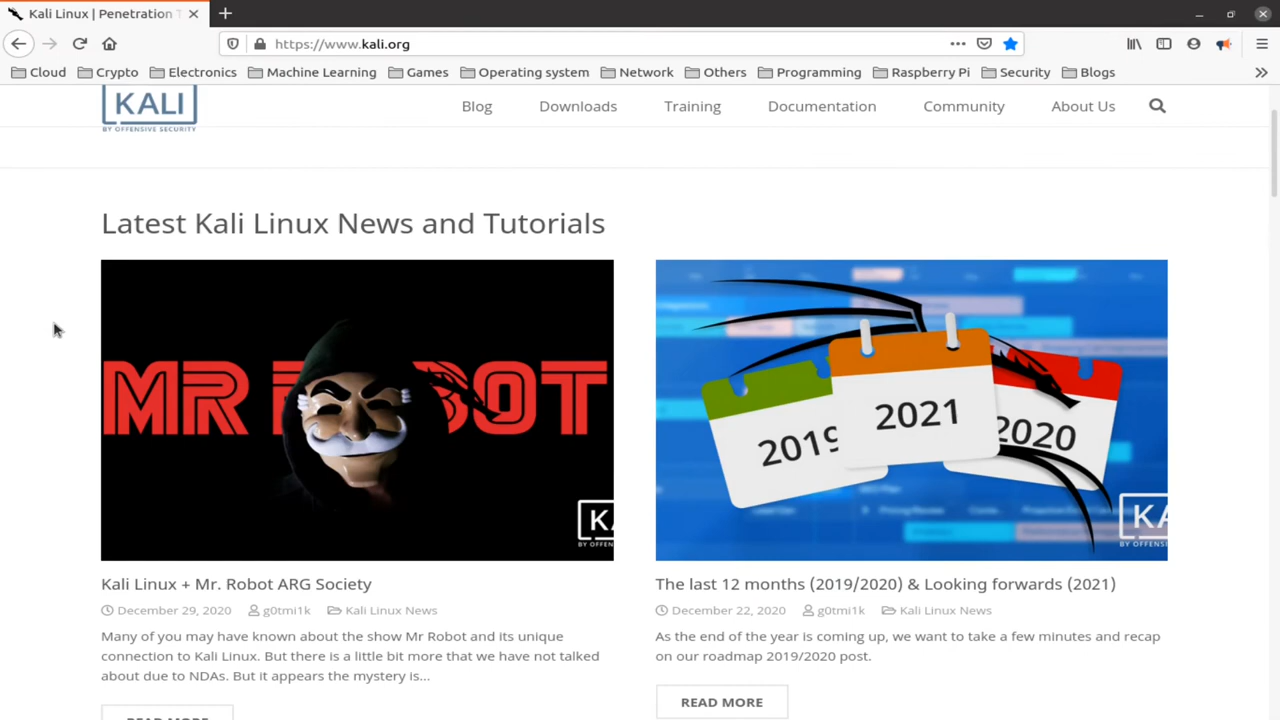 Kali Linux | Penetration T
https://www.kali.org
Cloud Crypto Electronics Machine Learning Games Operating system Network Others Programming Raspberry Pi Security Blogs
KALI
BY OFFENSIVE SECURITY
Blog Downloads Training Documentation Community About Us
Latest Kali Linux News and Tutorials
MR R BOT
2019 2021 2020
KA
BY OFFEN
KA
BY OFFEN
Kali Linux + Mr. Robot ARG Society
December 29, 2020 g0tmi1k Kali Linux News
Many of you may have known about the show Mr Robot and its unique
connection to Kali Linux. But there is a little bit more that we have not talked
about due to NDAs. But it appears the mystery is...
READ MORE
The last 12 months (2019/2020) & Looking forwards (2021)
December 22, 2020 g0tmi1k Kali Linux News
As the end of the year is coming up, we want to take a few minutes and recap
on our roadmap 2019/2020 post.
READ MORE